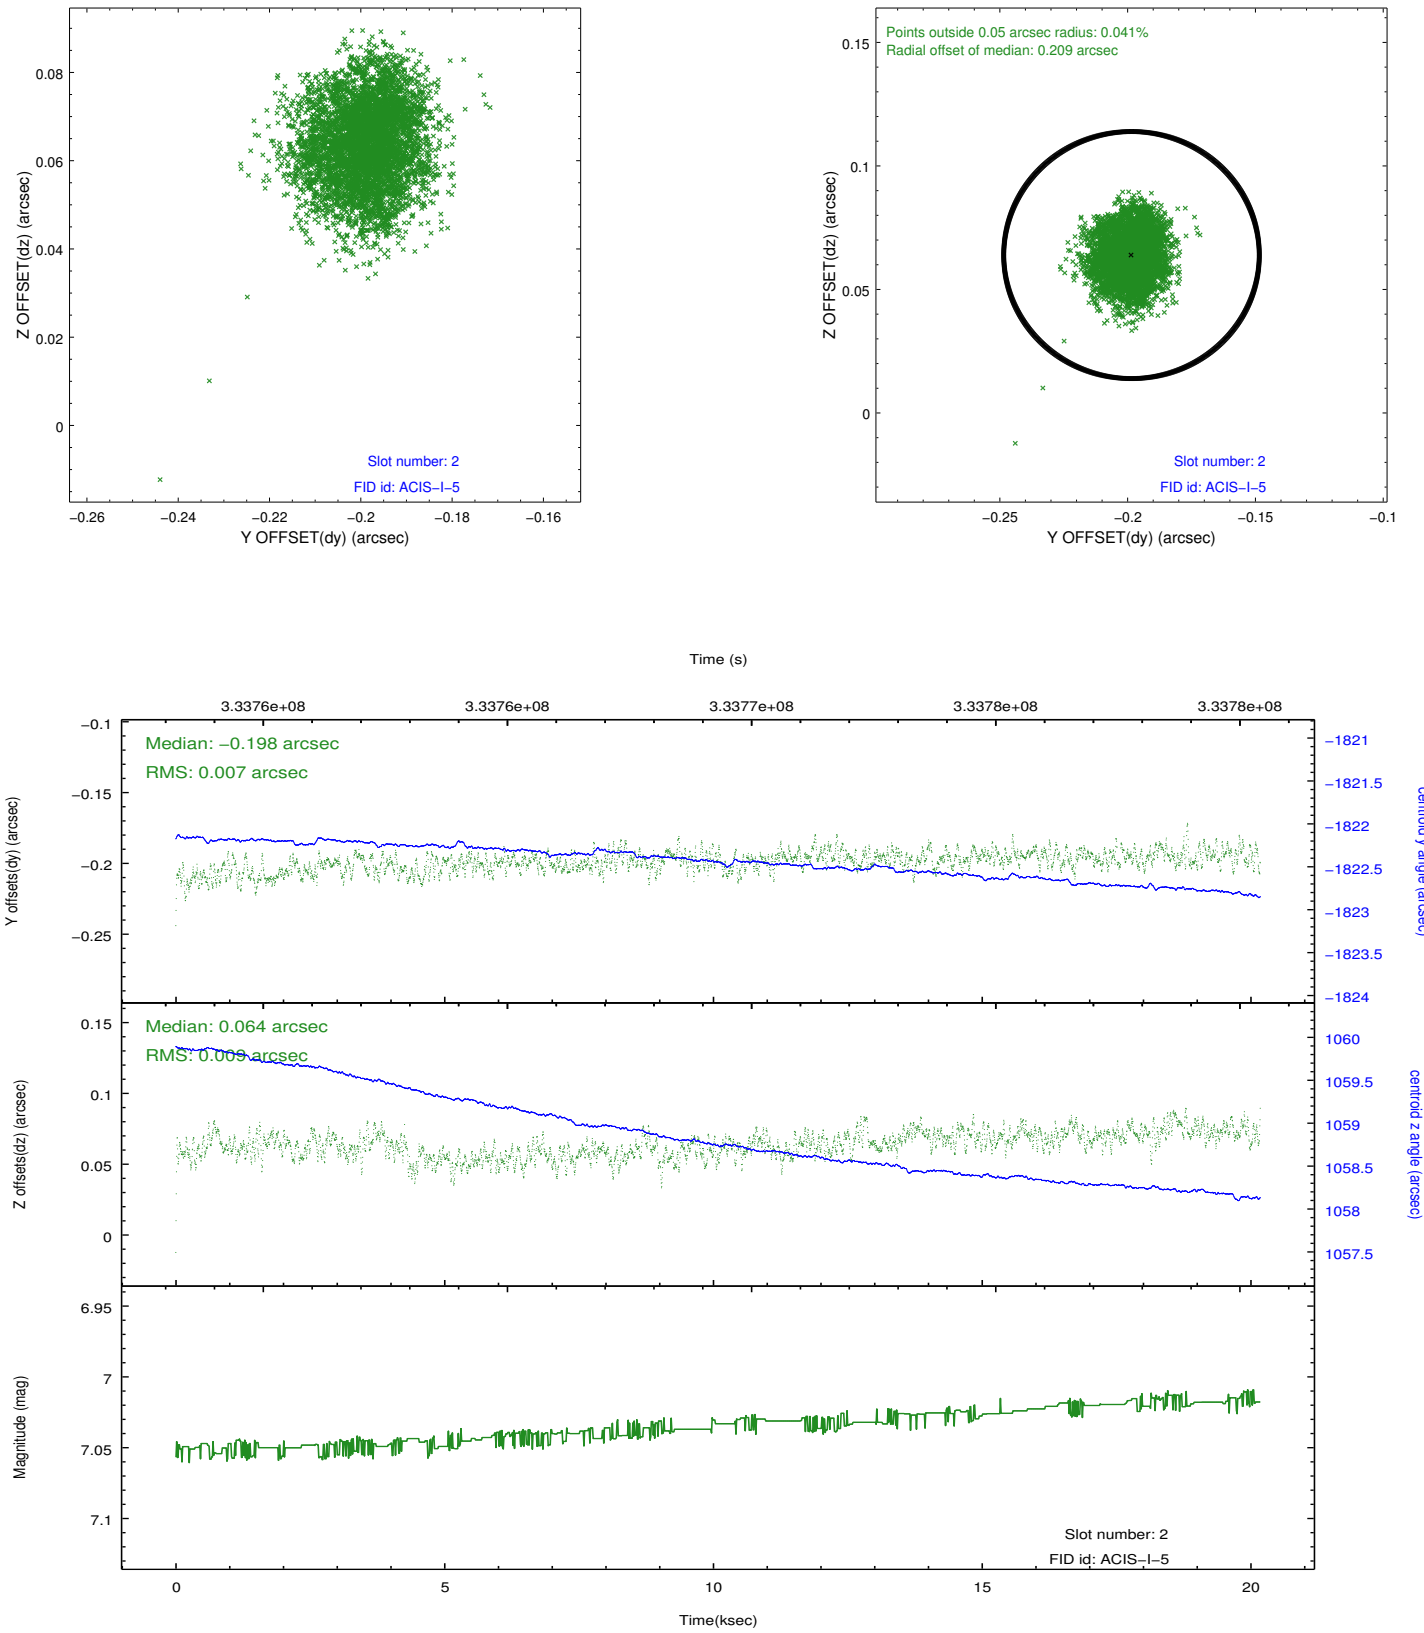 0.08
0.06
0.04
0.02
0
Z OFFSET(dz) (arcsec)
Slot number: 2
FID id: ACIS−I−5
−0.26
−0.24
−0.22
−0.2
−0.18
−0.16
Y OFFSET(dy) (arcsec)
Points outside 0.05 arcsec radius: 0.041%
Radial offset of median: 0.209 arcsec
0.15
0.1
0.05
0
Z OFFSET(dz) (arcsec)
Slot number: 2
FID id: ACIS−I−5
−0.25
−0.2
−0.15
−0.1
Y OFFSET(dy) (arcsec)
Time (s)
3.3376e+08
3.3376e+08
3.3377e+08
3.3378e+08
3.3378e+08
Median: −0.198 arcsec
RMS: 0.007 arcsec
−0.1
−0.15
−0.2
−0.25
Y offsets(dy) (arcsec)
−1821
−1821.5
−1822
−1822.5
−1823
−1823.5
−1824
centroid y angle (arcsec)
Median: 0.064 arcsec
RMS: 0.009 arcsec
0.15
0.1
0.05
0
Z offsets(dz) (arcsec)
1060
1059.5
1059
1058.5
1058
1057.5
centroid z angle (arcsec)
6.95
7
7.05
7.1
Magnitude (mag)
Slot number: 2
FID id: ACIS−I−5
0
5
10
15
20
Time(ksec)